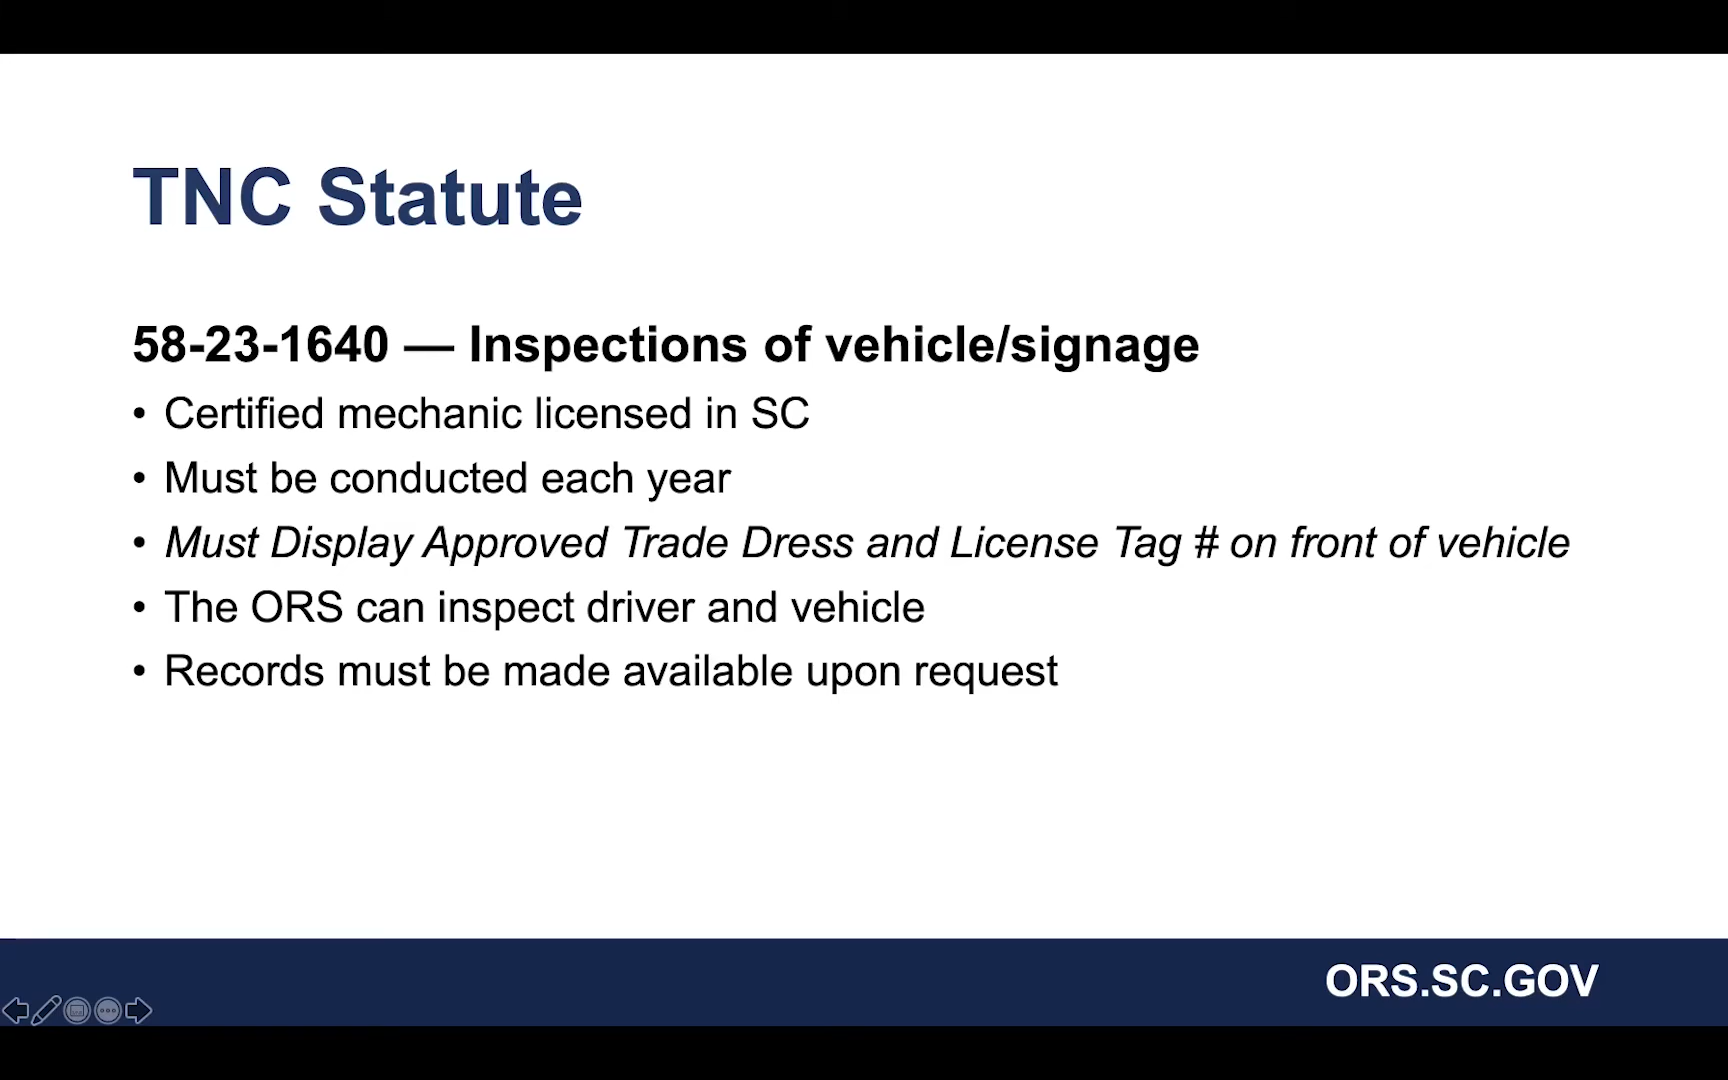 TNC Statute
58-23-1640 — Inspections of vehicle/signage
• Certified mechanic licensed in SC
• Must be conducted each year
• Must Display Approved Trade Dress and License Tag # on front of vehicle
• The ORS can inspect driver and vehicle
• Records must be made available upon request
ORS.SC.GOV